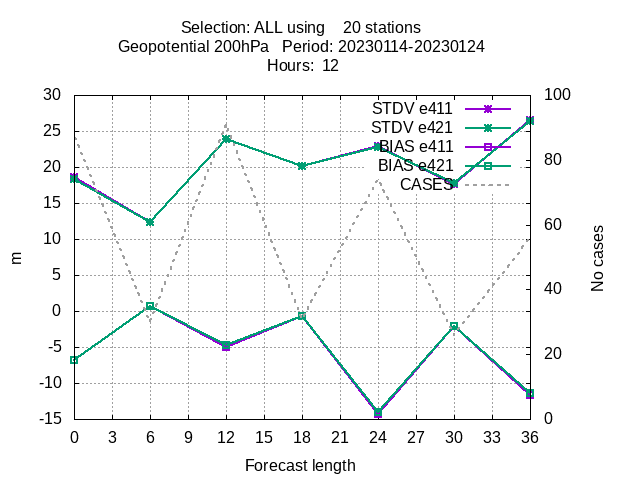 Selection: ALL using    20 stations
Geopotential 200hPa   Period: 20230114-20230124
Hours:  12
30
25
20
15
10
5
0
-5
-10
-15
m
100
80
60
40
20
0
No cases
STDV e411
STDV e421
BIAS e411
BIAS e421
CASES
0 3 6 9 12 15 18 21 24 27 30 33 36
Forecast length